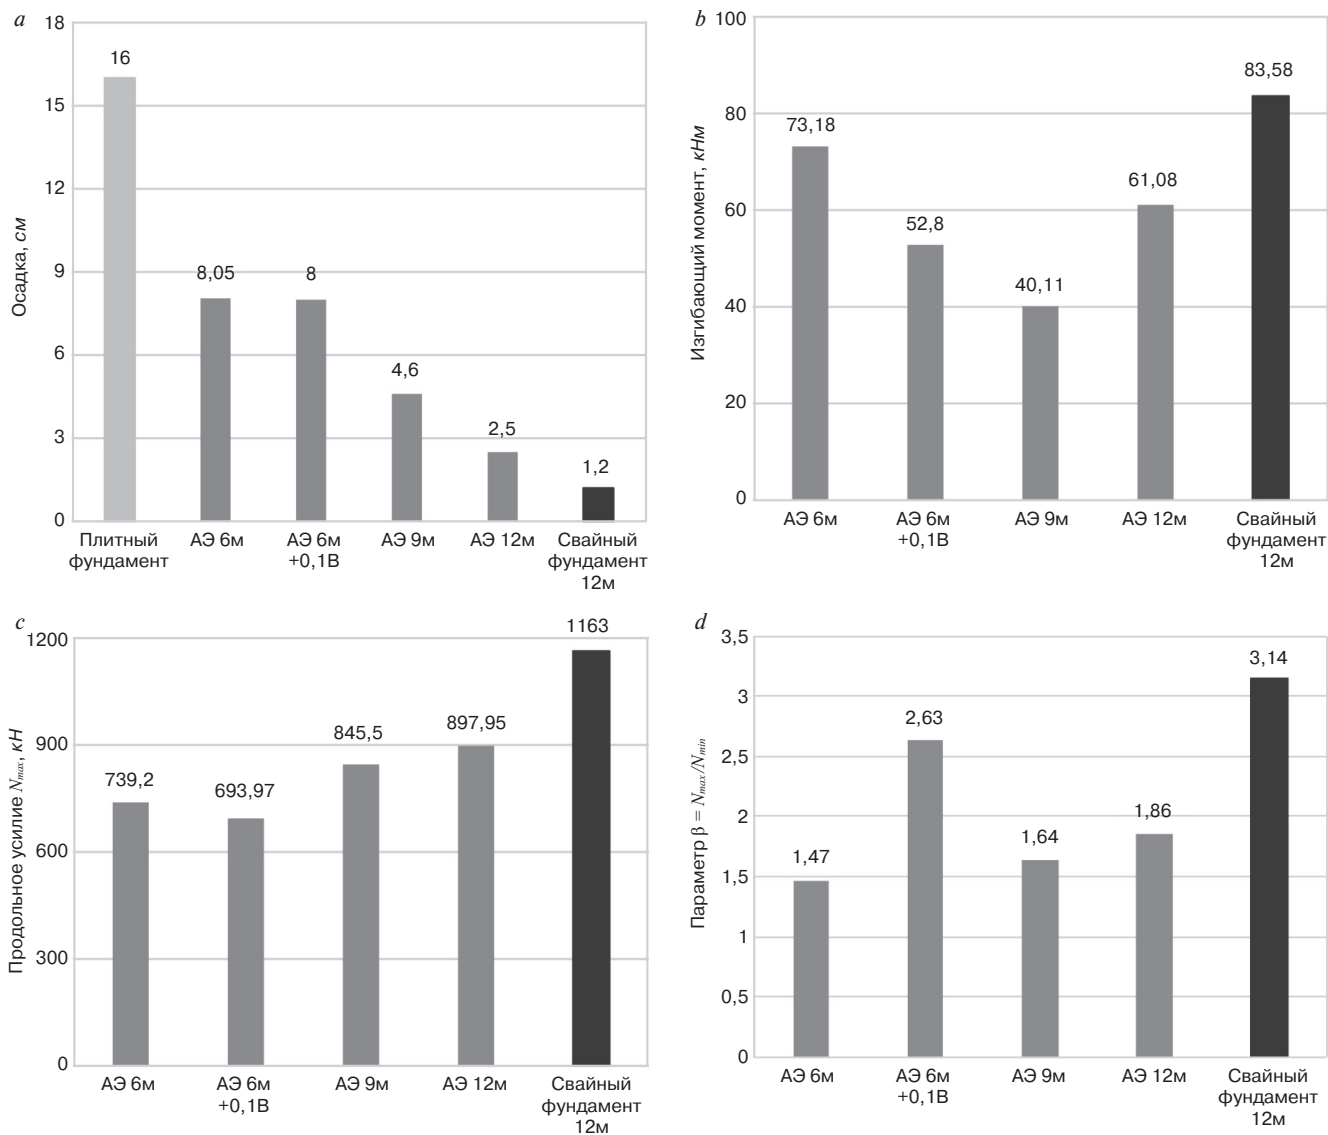 a
18
15
12
9
6
3
0
Осадка, см
16
8,05
8
4,6
2,5
1,2
Плитный
фундамент
АЭ 6м
АЭ 6м
+0,1В
АЭ 9м
АЭ 12м
Свайный
фундамент
12м
b
100
80
60
40
20
0
Изгибающий момент, кНм
73,18
52,8
40,11
61,08
83,58
АЭ 6м
АЭ 6м
+0,1В
АЭ 9м
АЭ 12м
Свайный
фундамент
12м
c
1200
900
600
300
0
Продольное усилие Nmax, кН
739,2
693,97
845,5
897,95
1163
АЭ 6м
АЭ 6м
+0,1В
АЭ 9м
АЭ 12м
Свайный
фундамент
12м
d
3,5
3
2,5
2
1,5
1
0,5
0
Параметр β = Nmax/Nmin
1,47
2,63
1,64
1,86
3,14
АЭ 6м
АЭ 6м
+0,1В
АЭ 9м
АЭ 12м
Свайный
фундамент
12м